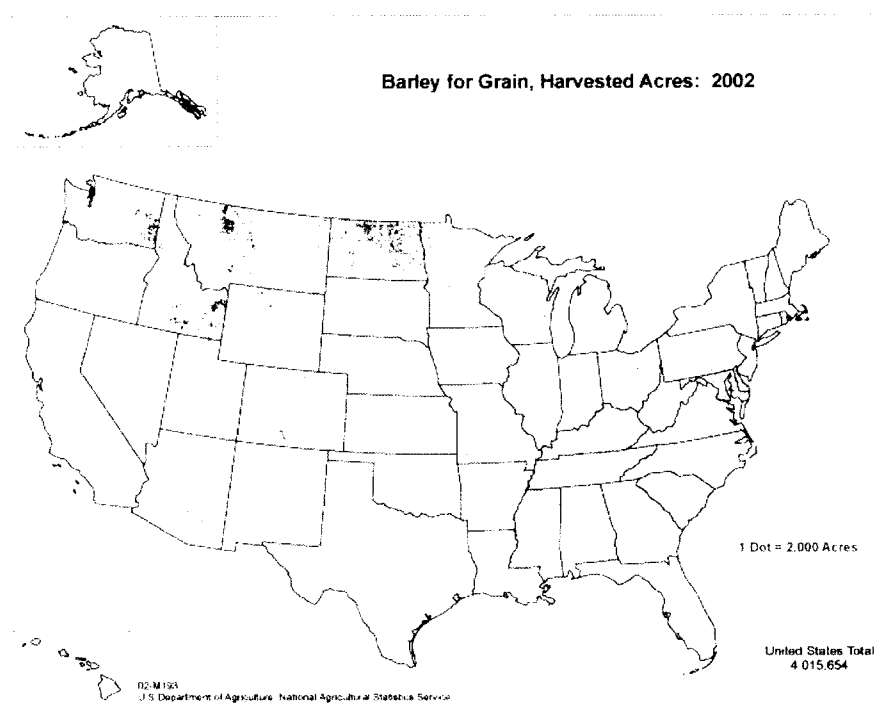 Barley for Grain, Harvested Acres: 2002
1 Dot = 2,000 Acres
United States Total
4 015,654
02-M193
U S Department of Agriculture, National Agricultural Statistics Service